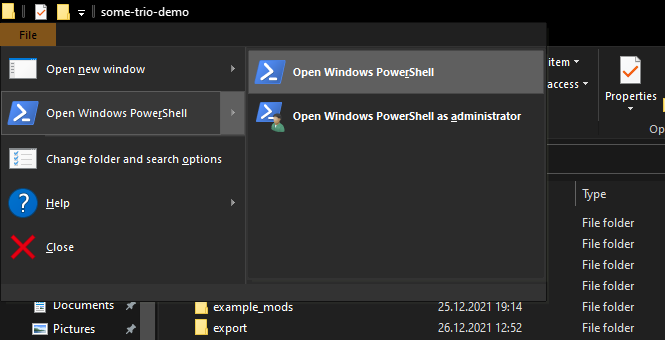 some-trio-demo
File
Open new window
Open Windows PowerShell
Change folder and search options
Help
Close
Open Windows PowerShell
Open Windows PowerShell as administrator
item
access
Properties
Op
Type
File folder
File folder
File folder
File folder
Documents
example_mods 25.12.2021 19:14 File folder
Pictures
export 26.12.2021 12:52 File folder